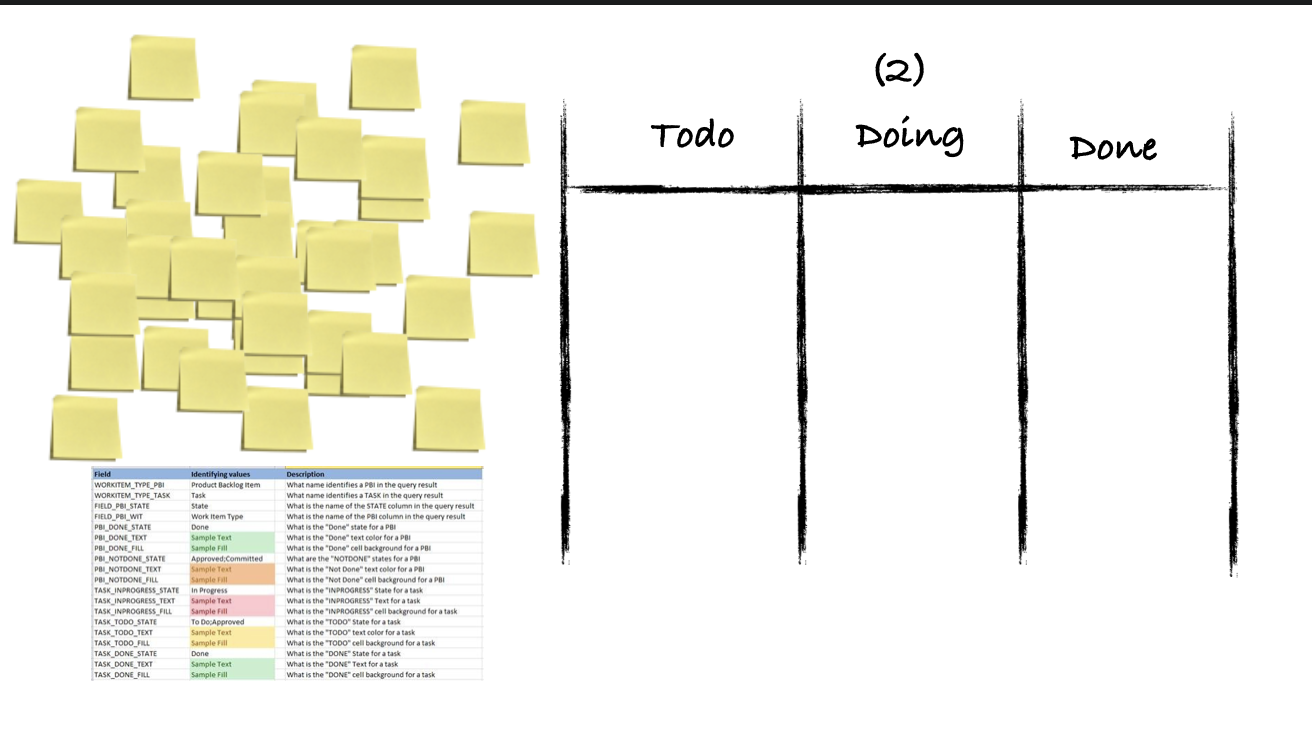 (2)
Todo Doing Done
Field Identifying values Description
WORKITEM_TYPE_PBI Product Backlog Item What name identifies a PBI in the query result
WORKITEM_TYPE_TASK Task What name identifies a TASK in the query result
FIELD_PBI_STATE State What is the name of the STATE column in the query result
FIELD_PBI_WIT Work Item Type What is the name of the PBI column in the query result
PBI_DONE_STATE Done What is the "Done" state for a PBI
PBI_DONE_TEXT Sample Text What is the "Done" text color for a PBI
PBI_DONE_FILL Sample Fill What is the "Done" cell background for a PBI
PBI_NOTDONE_STATE Approved;Committed What are the "NOTDONE" states for a PBI
PBI_NOTDONE_TEXT Sample Text What is the "Not Done" text color for a PBI
PBI_NOTDONE_FILL Sample Fill What is the "Not Done" cell background for a PBI
TASK_INPROGRESS_STATE In Progress What is the "INPROGRESS" State for a task
TASK_INPROGRESS_TEXT Sample Text What is the "INPROGRESS" Text for a task
TASK_INPROGRESS_FILL Sample Fill What is the "INPROGRESS" cell background for a task
TASK_TODO_STATE To Do;Approved What is the "TODO" State for a task
TASK_TODO_TEXT Sample Text What is the "TODO" text color for a task
TASK_TODO_FILL Sample Fill What is the "TODO" cell background for a task
TASK_DONE_STATE Done What is the "DONE" State for a task
TASK_DONE_TEXT Sample Text What is the "DONE" Text for a task
TASK_DONE_FILL Sample Fill What is the "DONE" cell background for a task